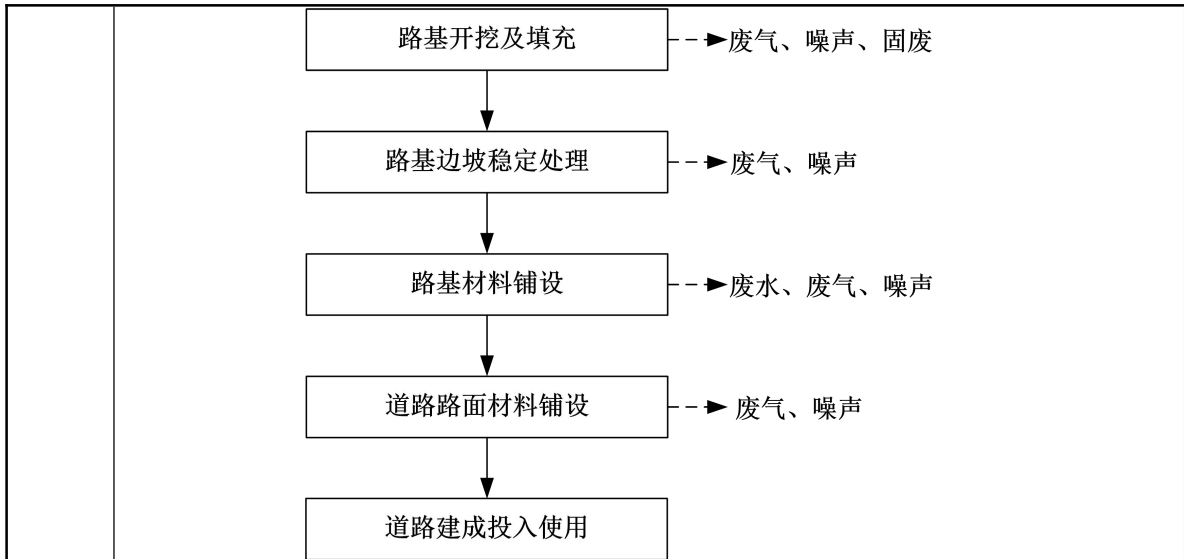 路基开挖及填充
废气、噪声、固废
路基边坡稳定处理
废气、噪声
路基材料铺设
废水、废气、噪声
道路路面材料铺设
废气、噪声
道路建成投入使用